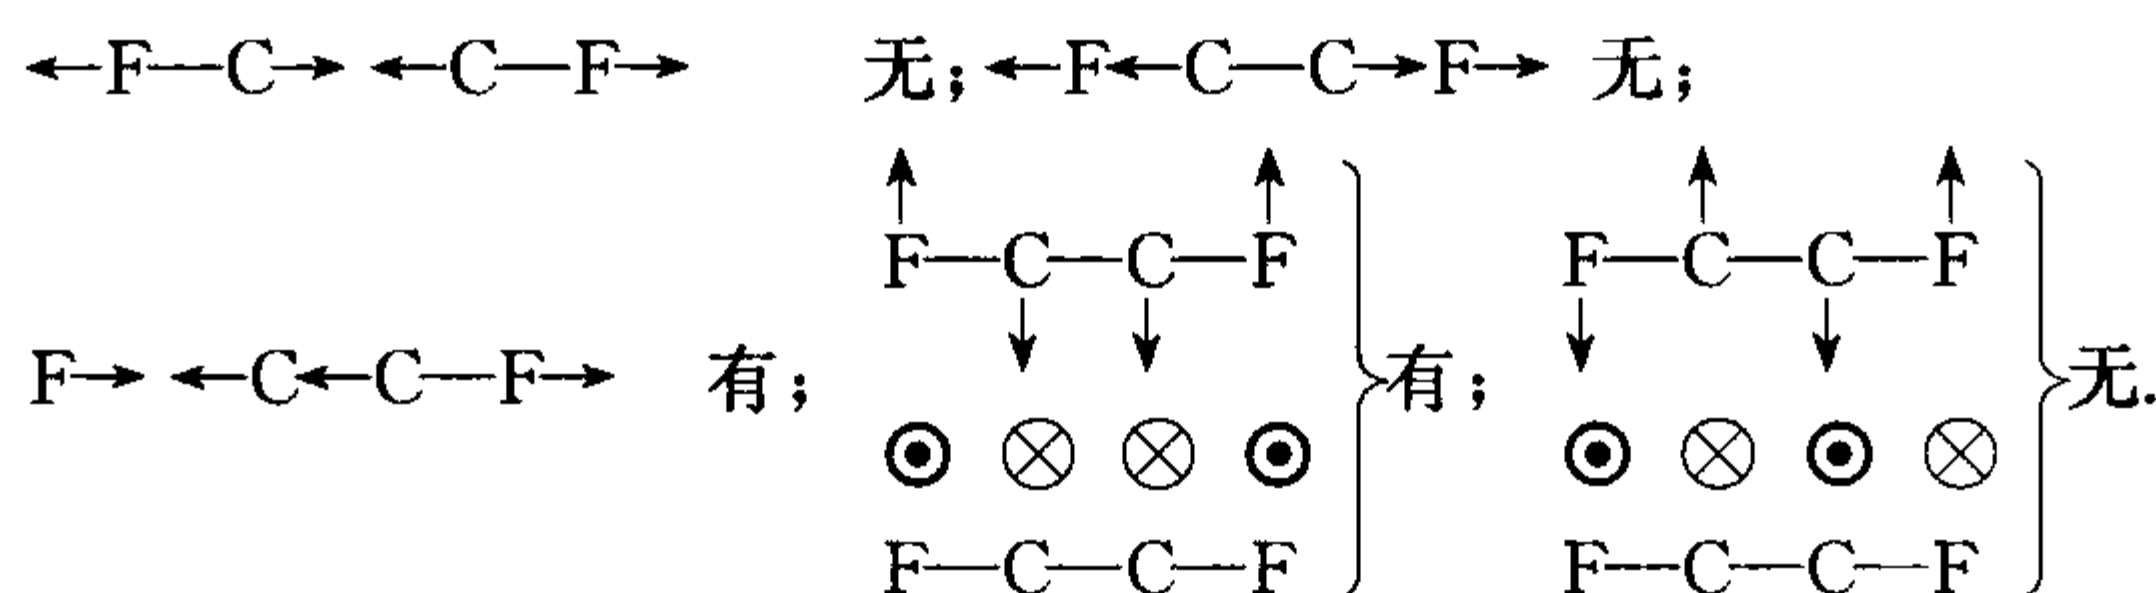 ←F—C→ ←C—F→ 无; ←F←C—C→F→ 无;
F—C—C—F F—C—C—F
F→ ←C←C—F→ 有; 有; 无.
⊙ ⊗ ⊗ ⊙ ⊙ ⊗ ⊙ ⊗
F—C—C—F F—C—C—F